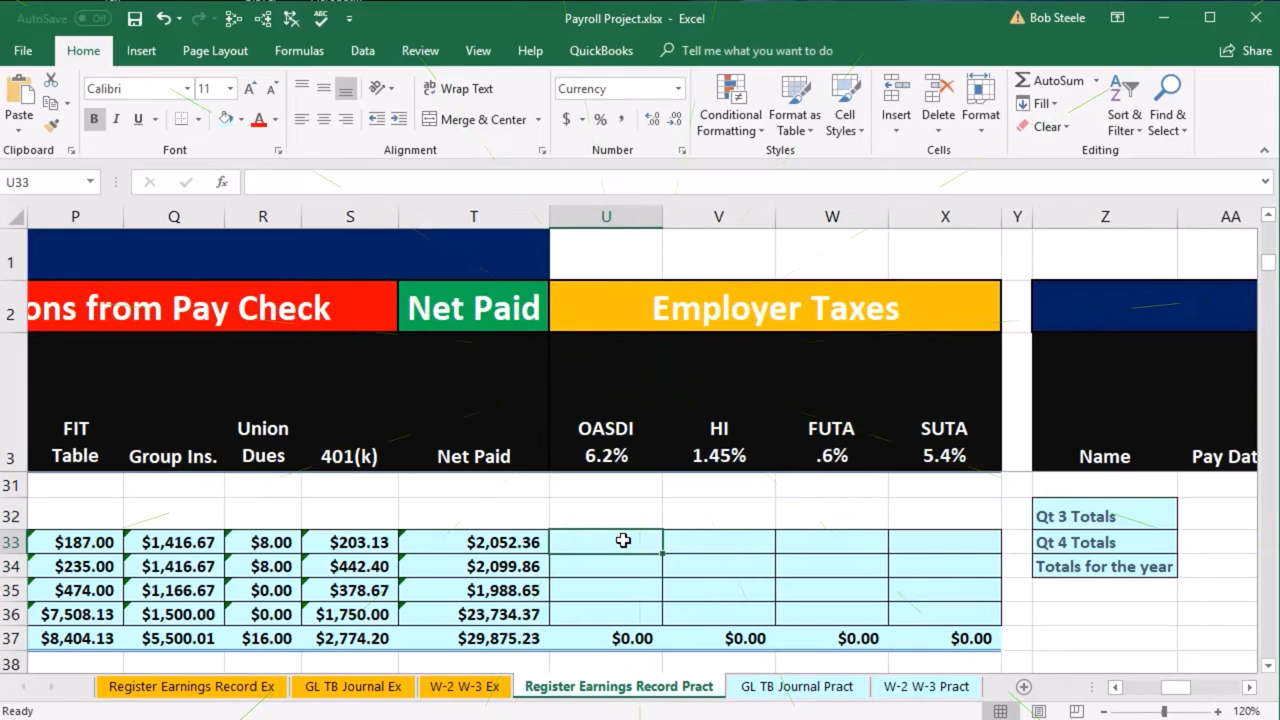 AutoSave Off
Payroll Project.xlsx - Excel
Bob Steele
File Home Insert Page Layout Formulas Data Review View Help QuickBooks Tell me what you want to do Share
Paste
Clipboard
Calibri 11
B I U
Font
Wrap Text
Merge & Center
Alignment
Currency
$ % ,
Number
Conditional Formatting
Format as Table
Cell Styles
Styles
Insert Delete Format
Cells
AutoSum
Fill
Clear
Sort & Filter
Find & Select
Editing
U33
fx
P Q R S T U V W X Y Z AA
1
2 ons from Pay Check Net Paid Employer Taxes
FIT Union OASDI HI FUTA SUTA
3 Table Group Ins. Dues 401(k) Net Paid 6.2% 1.45% .6% 5.4% Name Pay Dat
31
32 Qt 3 Totals
33 $187.00 $1,416.67 $8.00 $203.13 $2,052.36 Qt 4 Totals
34 $235.00 $1,416.67 $8.00 $442.40 $2,099.86 Totals for the year
35 $474.00 $1,166.67 $0.00 $378.67 $1,988.65
36 $7,508.13 $1,500.00 $0.00 $1,750.00 $23,734.37
37 $8,404.13 $5,500.01 $16.00 $2,774.20 $29,875.23 $0.00 $0.00 $0.00 $0.00
38
Register Earnings Record Ex GL TB Journal Ex W-2 W-3 Ex Register Earnings Record Pract GL TB Journal Pract W-2 W-3 Pract
Ready
120%